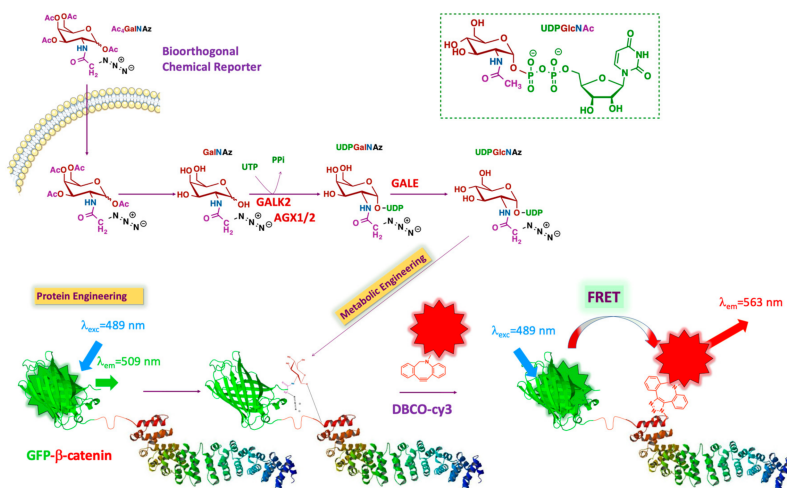 AcO
OAc
Ac₄GalNAz
AcO
O
OAc
HN
O
C
H₂
N=N=N
Bioorthogonal
Chemical Reporter
UDPGlcNAc
HO
OH
HO
HO
O
HN
O
CH₃
O
P
O
P
O
O
O
O
N
NH
O
O
OH
OH
AcO
OAc
AcO
O
OAc
HN
O
C
H₂
N=N=N
GalNAz
HO
OH
HO
O
OH
HN
O
C
H₂
N=N=N
UTP
PPi
GALK2
AGX1/2
UDPGalNAz
HO
OH
HO
O
HN
O-UDP
O
C
H₂
N=N=N
GALE
UDPGlcNAz
OH
HO
HO
O
HN
O-UDP
O
C
H₂
N=N=N
Metabolic Engineering
Protein Engineering
λexc=489 nm
λem=509 nm
GFP-β-catenin
N
DBCO-cy3
FRET
λexc=489 nm
λem=563 nm